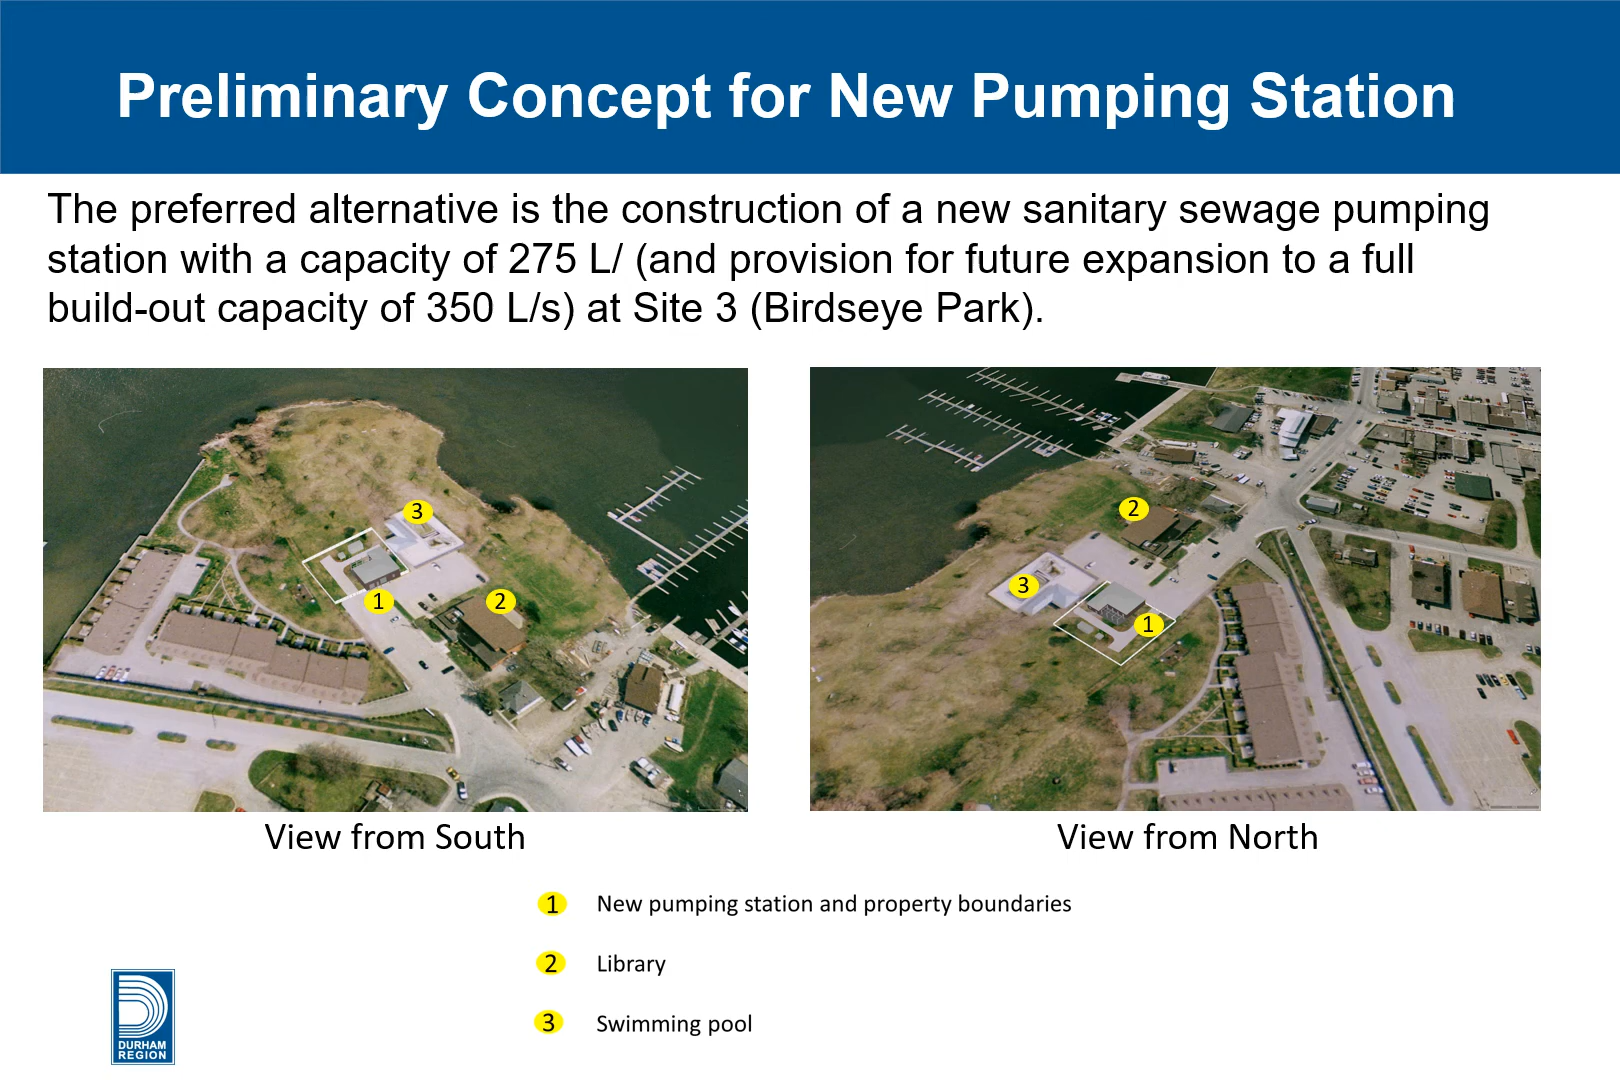 Preliminary Concept for New Pumping Station
The preferred alternative is the construction of a new sanitary sewage pumping
station with a capacity of 275 L/ (and provision for future expansion to a full
build-out capacity of 350 L/s) at Site 3 (Birdseye Park).
3
1
2
2
3
1
View from South
View from North
1 New pumping station and property boundaries
2 Library
3 Swimming pool
DURHAM
REGION